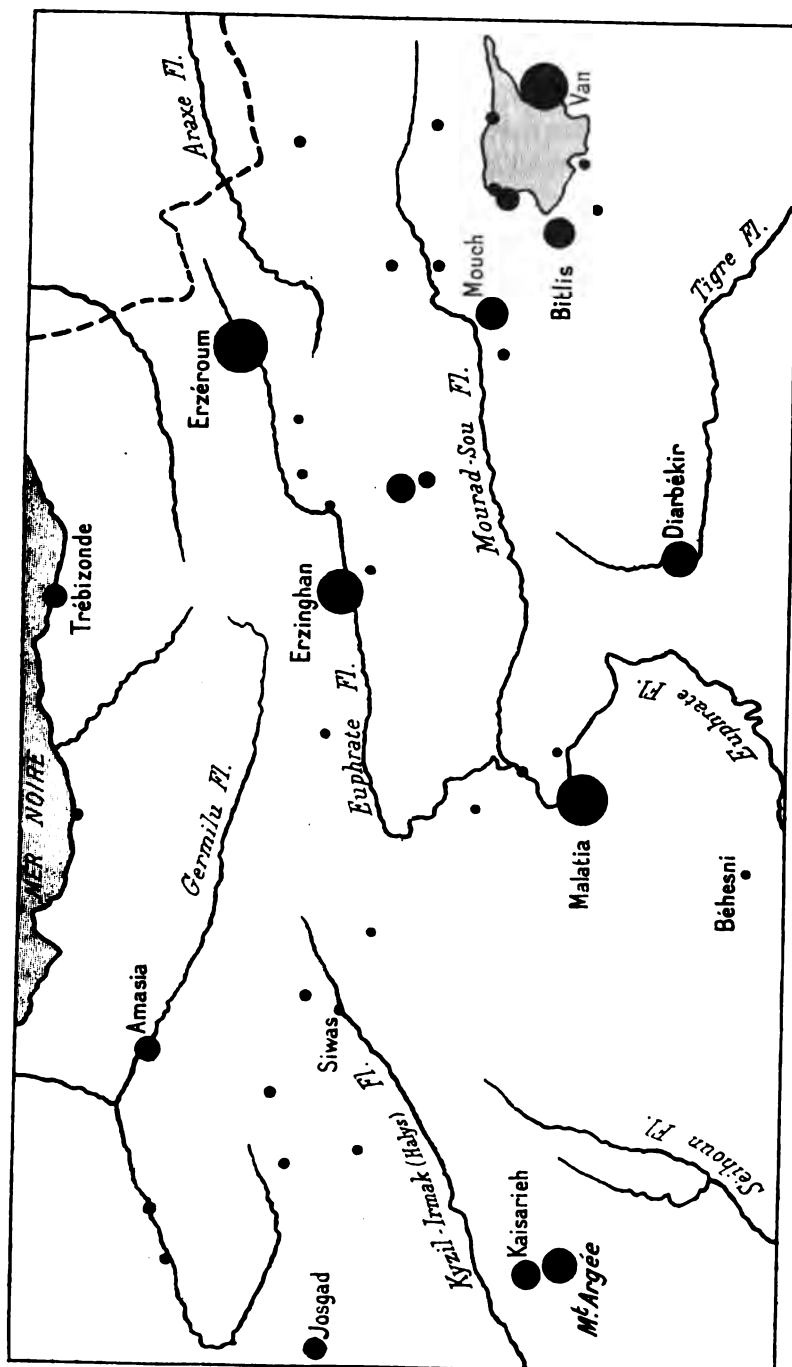 MER NOIRE
Trébizonde
Amasia
Germilu Fl.
Araxe Fl.
Erzéroum
Josgad
Siwas
Erzinghan
Euphrate Fl.
Kyzil-Irmak (Halys) Fl.
Mourad-Sou Fl.
Mouch
Van
Bitlis
Kaisarieh
Mt. Argée
Malatia
Diarbékir
Tigre Fl.
Seihoun Fl.
Béhesni
Euphrate Fl.